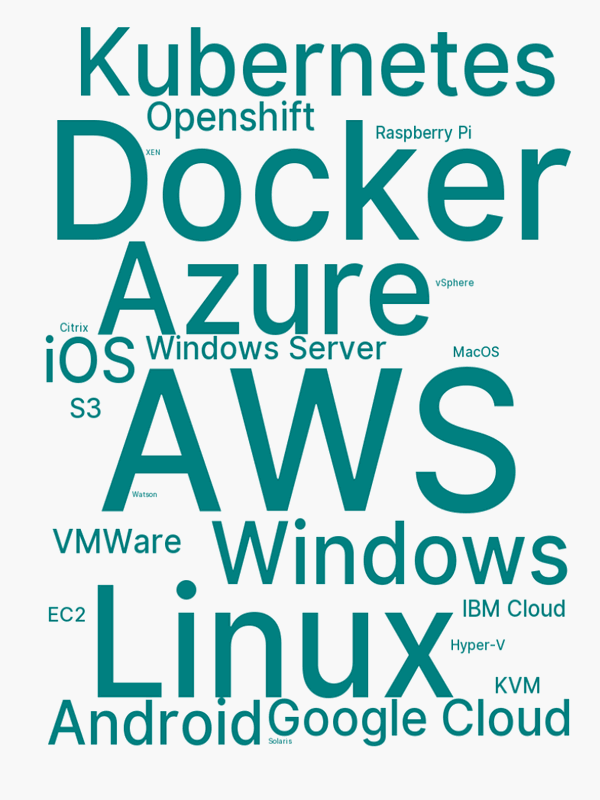 Kubernetes
Openshift
Raspberry Pi
XEN
Docker
Azure
vSphere
Citrix
iOS
Windows Server
MacOS
S3
AWS
Watson
VMWare
Windows
EC2
Linux
IBM Cloud
Hyper-V
KVM
Android
Google Cloud
Solaris